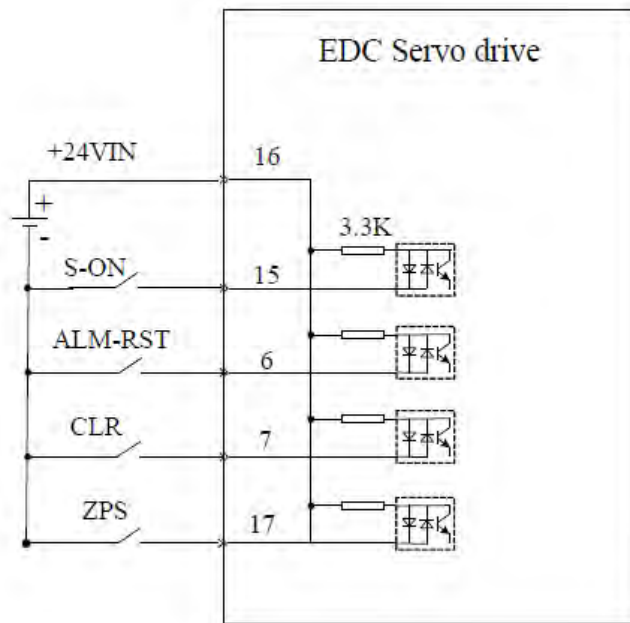 EDC Servo drive
+24VIN
16
+
-
3.3K
S-ON
15
ALM-RST
6
CLR
7
ZPS
17